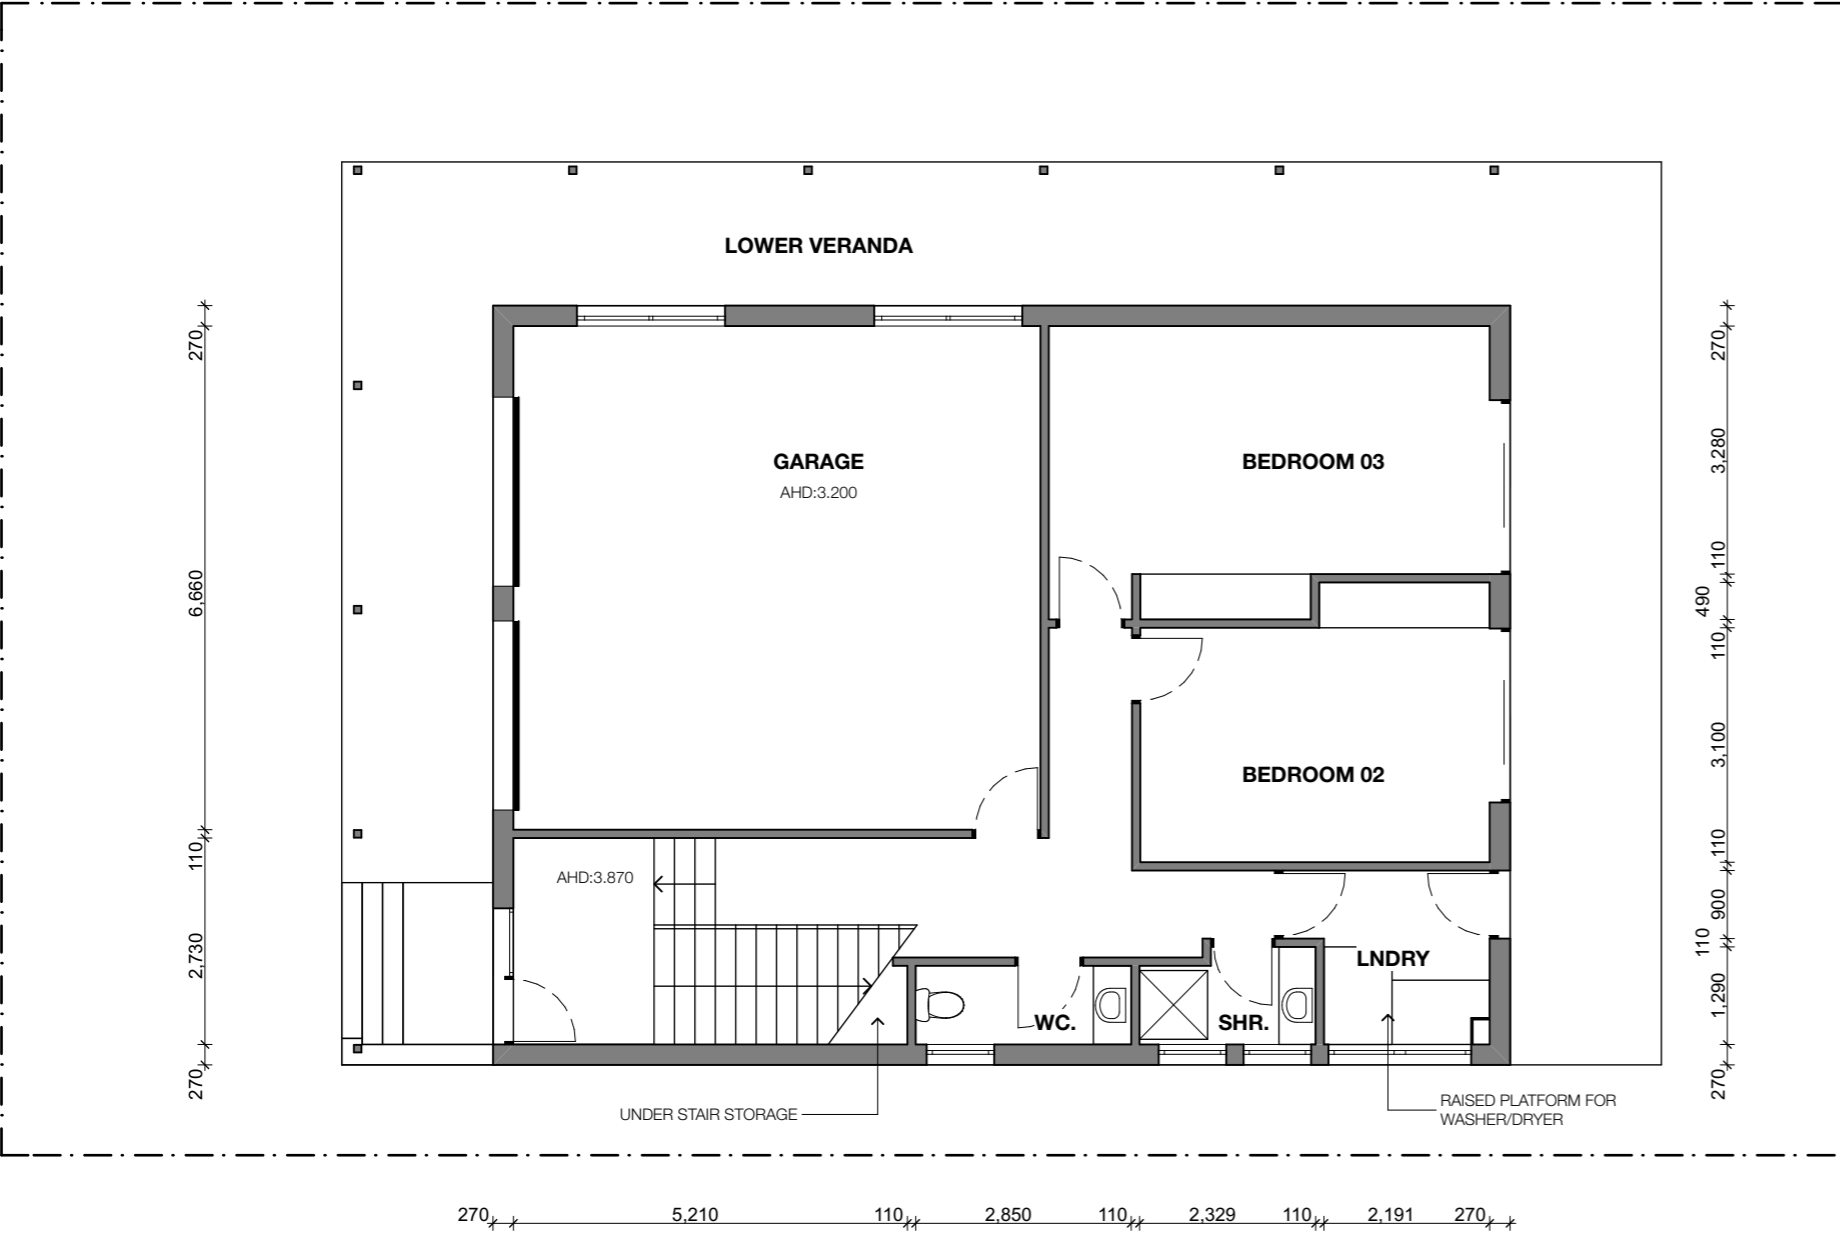 LOWER VERANDA
270
270
GARAGE
AHD:3.200
BEDROOM 03
3,280
110
6,660
490
110
BEDROOM 02
3,100
110
110
AHD:3.870
900
2,730
LNDRY
110
WC.
SHR.
1,290
270
270
UNDER STAIR STORAGE
RAISED PLATFORM FOR
WASHER/DRYER
270 5,210 110 2,850 110 2,329 110 2,191 270